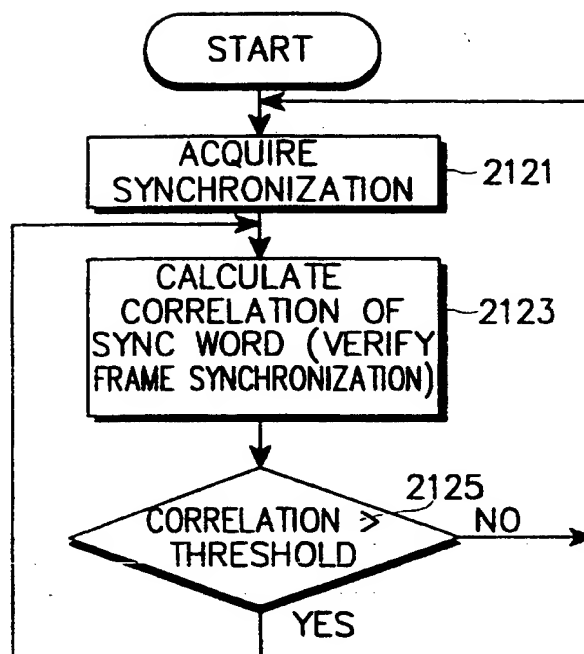 START
ACQUIRE
SYNCHRONIZATION
2121
CALCULATE
CORRELATION OF
SYNC WORD (VERIFY
FRAME SYNCHRONIZATION)
2123
2125
CORRELATION >
THRESHOLD
NO
YES